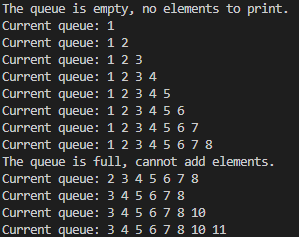 The queue is empty, no elements to print.
Current queue: 1
Current queue: 1 2
Current queue: 1 2 3
Current queue: 1 2 3 4
Current queue: 1 2 3 4 5
Current queue: 1 2 3 4 5 6
Current queue: 1 2 3 4 5 6 7
Current queue: 1 2 3 4 5 6 7 8
The queue is full, cannot add elements.
Current queue: 2 3 4 5 6 7 8
Current queue: 3 4 5 6 7 8
Current queue: 3 4 5 6 7 8 10
Current queue: 3 4 5 6 7 8 10 11